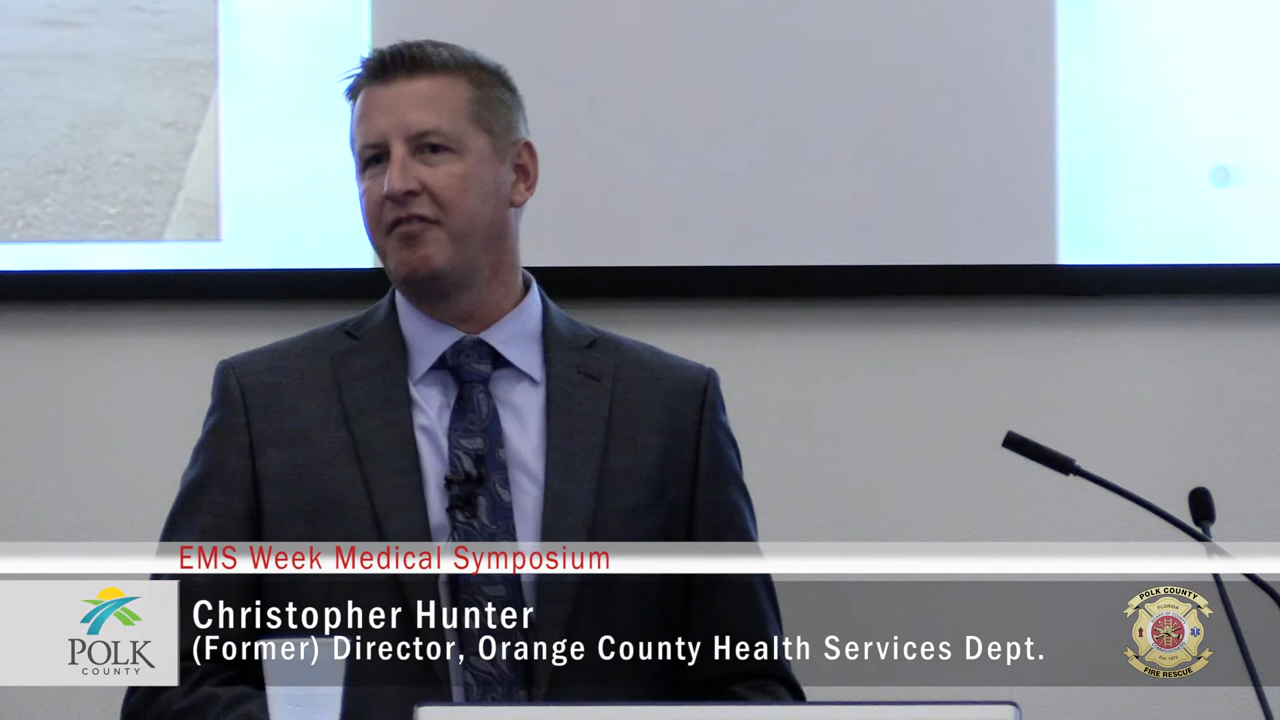 EMS Week Medical Symposium
Christopher Hunter
(Former) Director, Orange County Health Services Dept.
POLK
COUNTY
POLK COUNTY
FLORIDA
FIRE RESCUE